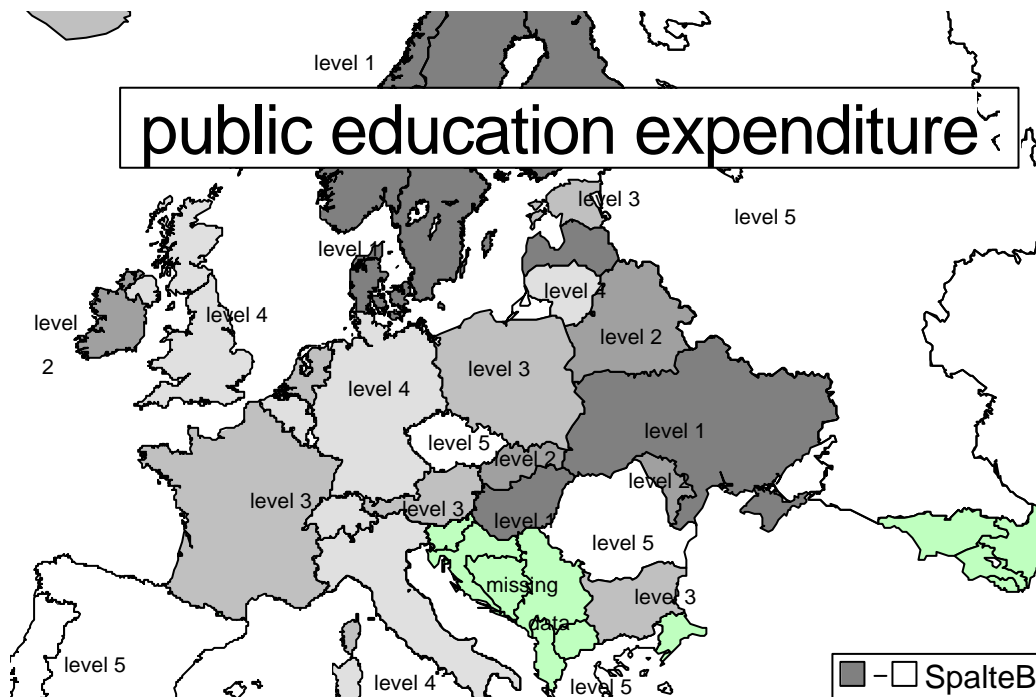 level 1
public education expenditure
level 3
level 5
level 1
level 4
level
2
level 4
level 2
level 3
level 4
level 1
level 5
level 2
level 2
level 3
level 3
level 1
level 5
missing
data
level 3
level 5
level 4
level 5
– SpalteB